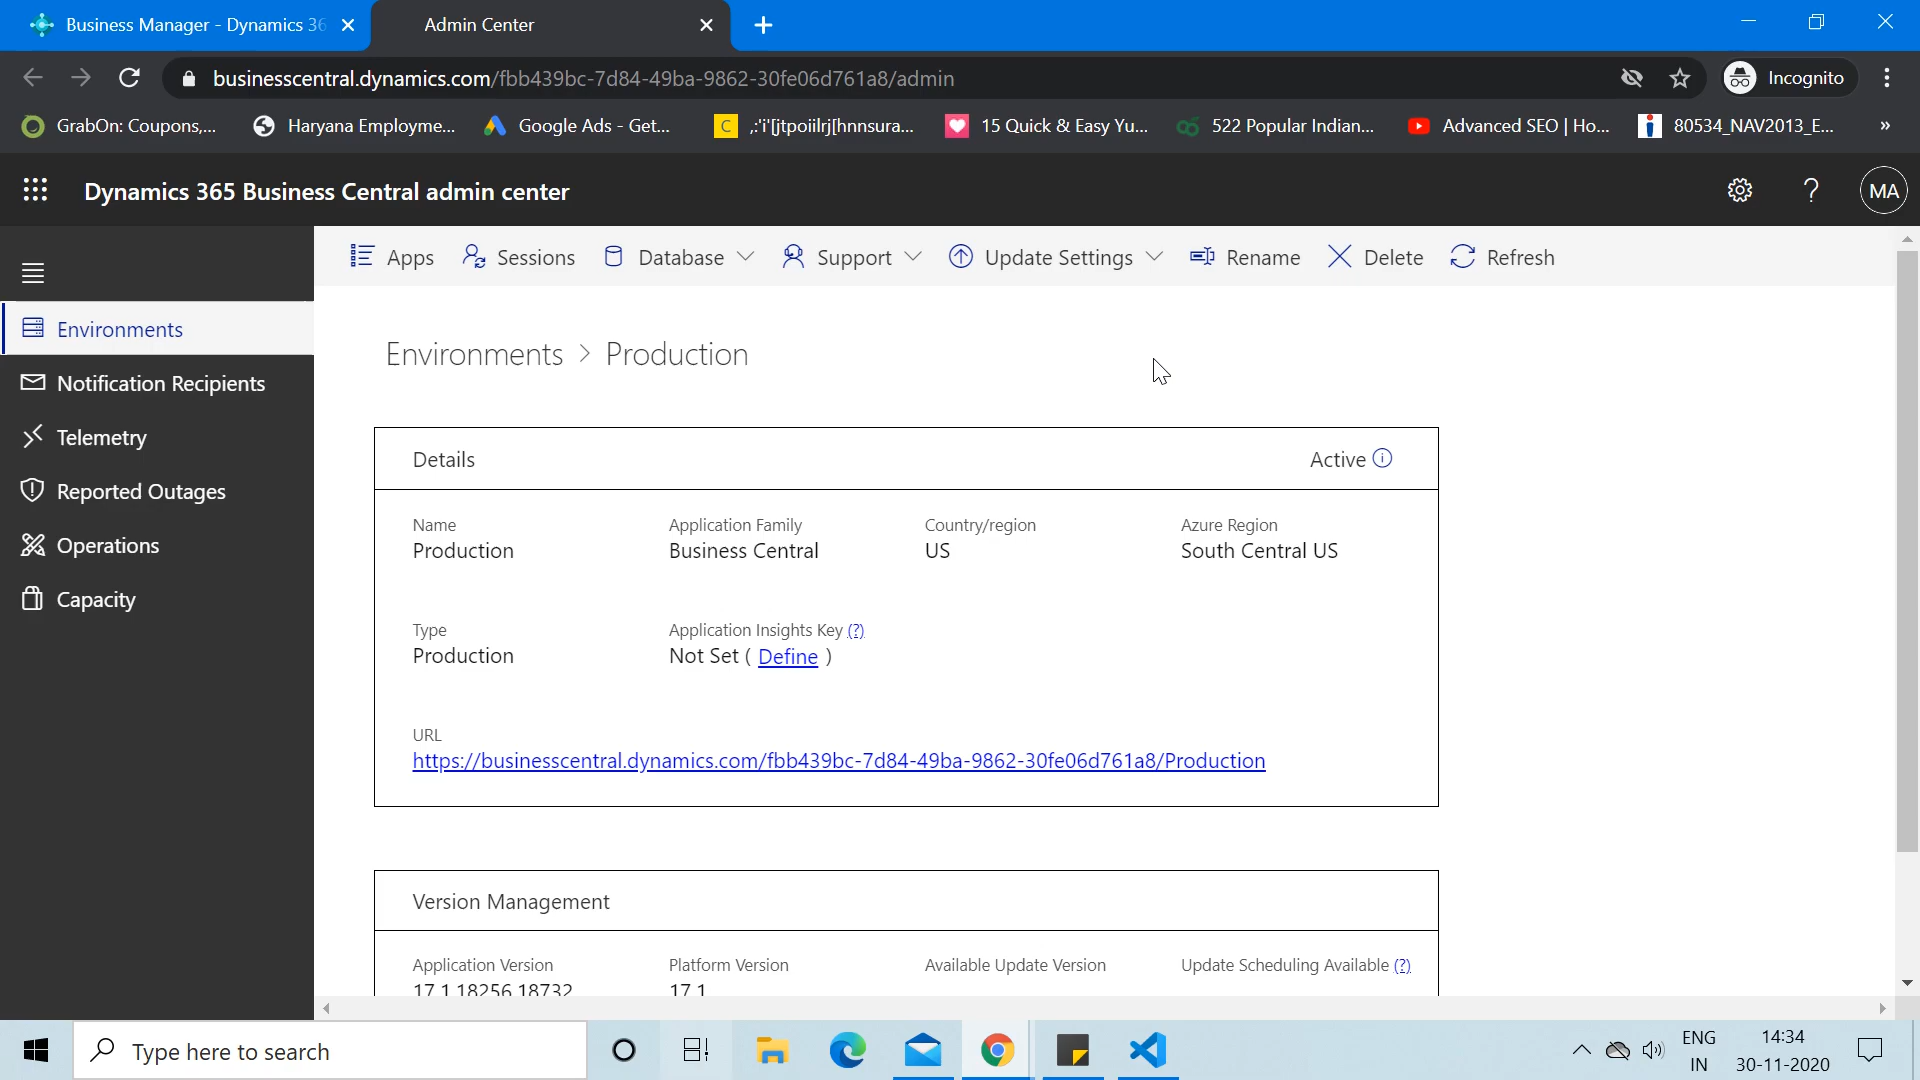 Business Manager - Dynamics 36
Admin Center
businesscentral.dynamics.com/fbb439bc-7d84-49ba-9862-30fe06d761a8/admin
Incognito
GrabOn: Coupons,...
Haryana Employme...
Google Ads - Get...
C
,:'i'[jtpoiilrj[hnnsura...
15 Quick & Easy Yu...
522 Popular Indian...
Advanced SEO | Ho...
80534_NAV2013_E...
»
Dynamics 365 Business Central admin center
?
MA
Apps
Sessions
Database
Support
Update Settings
Rename
Delete
Refresh
Environments
Notification Recipients
Telemetry
Reported Outages
Operations
Capacity
Environments > Production
Details
Active
Name
Production
Application Family
Business Central
Country/region
US
Azure Region
South Central US
Type
Production
Application Insights Key (?)
Not Set ( Define )
URL
https://businesscentral.dynamics.com/fbb439bc-7d84-49ba-9862-30fe06d761a8/Production
Version Management
Application Version
17.1.18256.18732
Platform Version
17.1
Available Update Version
Update Scheduling Available (?)
Type here to search
ENG
IN
14:34
30-11-2020